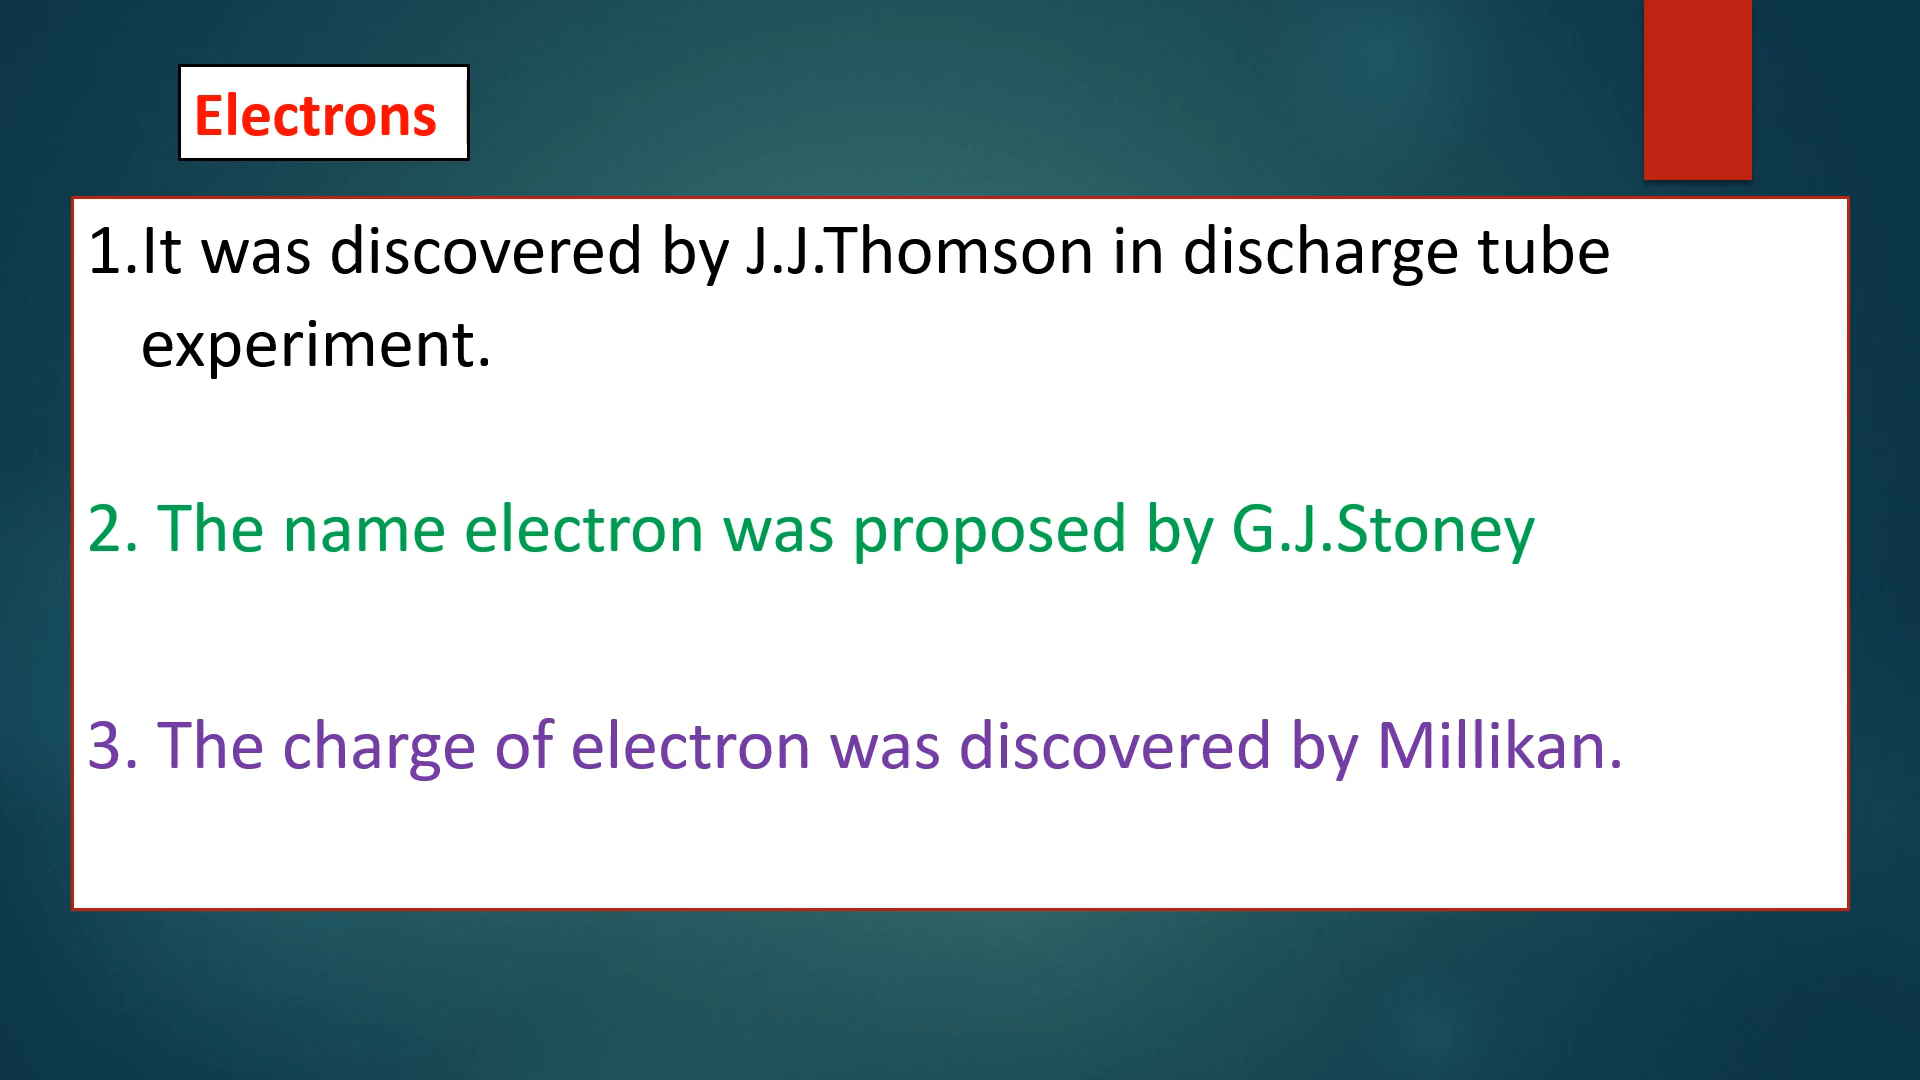 Electrons
1.It was discovered by J.J.Thomson in discharge tube
experiment.
2. The name electron was proposed by G.J.Stoney
3. The charge of electron was discovered by Millikan.